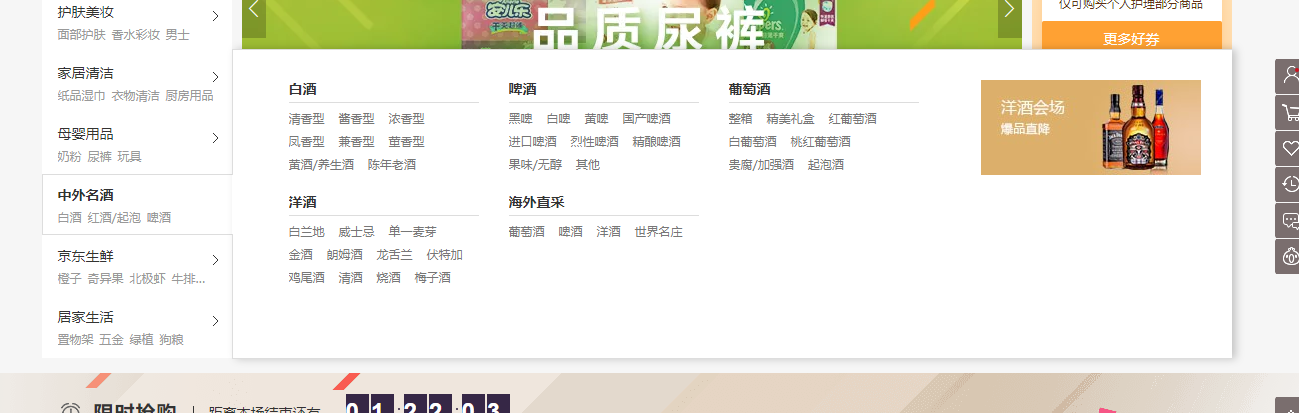 护肤美妆
面部护肤 香水彩妆 男士
家居清洁
纸品湿巾 衣物清洁 厨房用品
母婴用品
奶粉 尿裤 玩具
中外名酒
白酒 红酒/起泡 啤酒
京东生鲜
橙子 奇异果 北极虾 牛排...
居家生活
置物架 五金 绿植 狗粮
安儿乐
干爽超薄
品质尿裤
仅可购买个人护理部分商品
更多好券
白酒
清香型 酱香型 浓香型
凤香型 兼香型 董香型
黄酒/养生酒 陈年老酒
啤酒
黑啤 白啤 黄啤 国产啤酒
进口啤酒 烈性啤酒 精酿啤酒
果味/无醇 其他
葡萄酒
整箱 精美礼盒 红葡萄酒
白葡萄酒 桃红葡萄酒
贵腐/加强酒 起泡酒
洋酒会场
爆品直降
洋酒
白兰地 威士忌 单一麦芽
金酒 朗姆酒 龙舌兰 伏特加
鸡尾酒 清酒 烧酒 梅子酒
海外直采
葡萄酒 啤酒 洋酒 世界名庄
限时抢购 | 距离本场结束还有 01:22:03